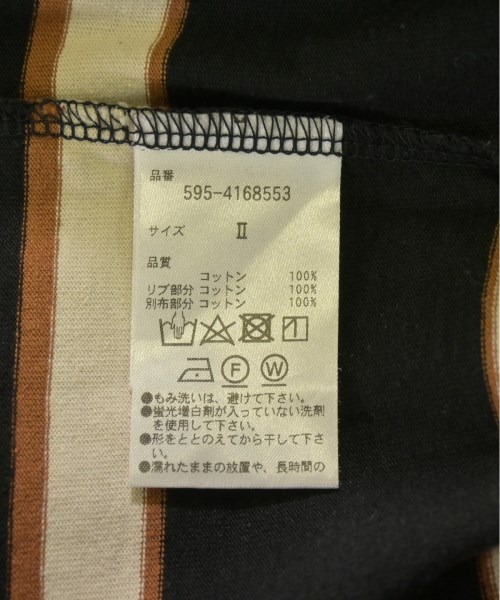 品番
595-4168553
サイズ Ⅱ
品質
コットン 100%
リブ部分 コットン 100%
別布部分 コットン 100%
F W
●もみ洗いは、避けて下さい。
●蛍光増白剤が入っていない洗剤
を使用して下さい。
●形をととのえてから干して下さ
い。
●濡れたままの放置や、長時間の